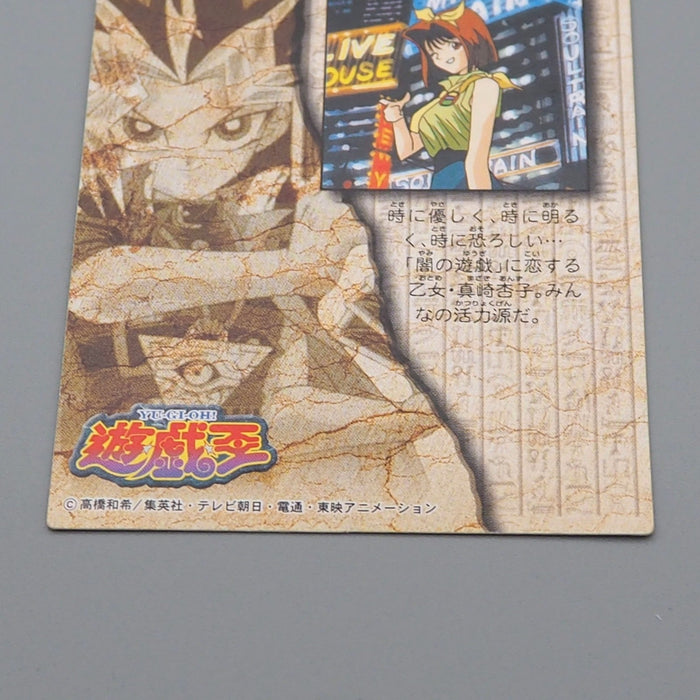 LIVE
OUSE
SOUL TRAIN
時に優しく、時に明る
く、時に恐ろしい…
「闇の遊戯」に恋する
乙女・真崎杏子。みん
なの活力源だ。
YU-GI-OH!
遊☆戯☆王
©高橋和希／集英社・テレビ朝日・電通・東映アニメーション